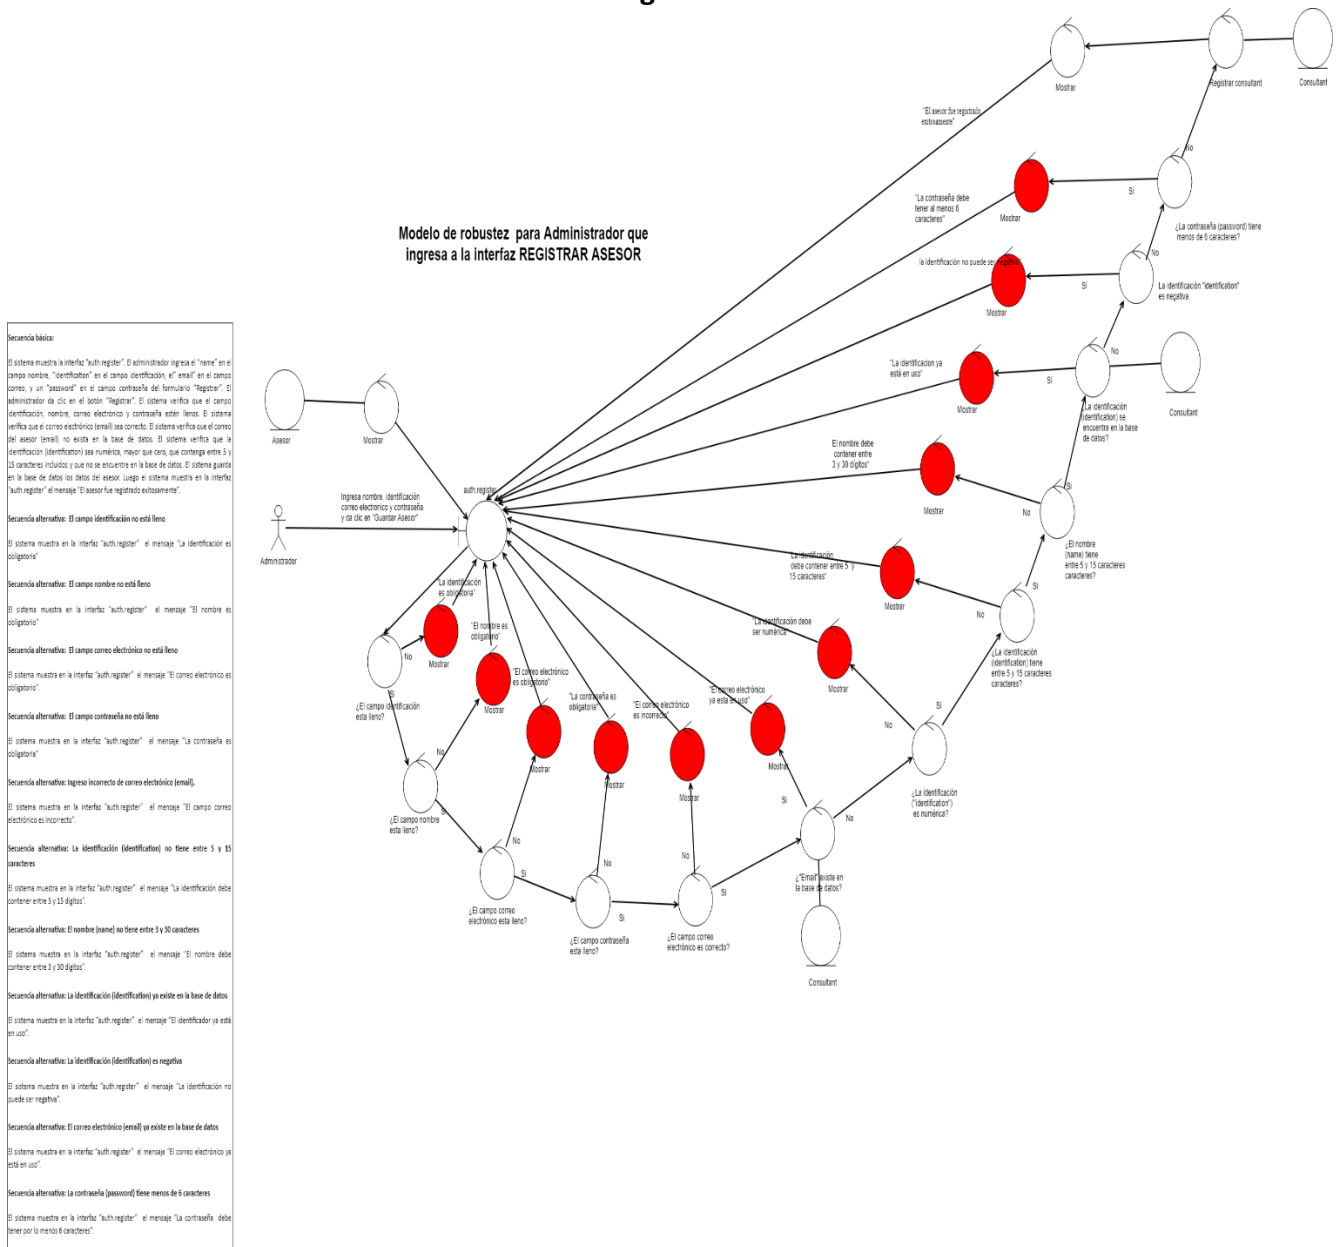 g
Modelo de robustez para Administrador que
ingresa a la interfaz REGISTRAR ASESOR
Secuencia básica:
El sistema muestra la interfaz "auth.register". El administrador ingresa el "name" en el
campo nombre, "identification" en el campo identificación, el" email" en el campo
correo, y un "password" en el campo contraseña del formulario "Registrar". El
administrador da clic en el botón "Registrar". El sistema verifica que el campo
identificación, nombre, correo electrónico y contraseña estén llenos. El sistema
verifica que el correo electrónico (email) sea correcto. El sistema verifica que el correo
del asesor (email) no exista en la base de datos. El sistema verifica que la
identificación (identification) sea numérica, mayor que cero, que contenga entre 5 y
15 caracteres incluidos y que no se encuentre en la base de datos. El sistema guarda
en la base de datos los datos del asesor. Luego el sistema muestra en la interfaz
"auth.register" el mensaje "El asesor fue registrado exitosamente".
Secuencia alternativa: El campo identificación no está lleno
El sistema muestra en la interfaz "auth.register" el mensaje "La identificación es
obligatoria"
Secuencia alternativa: El campo nombre no está lleno
El sistema muestra en la interfaz "auth.register" el mensaje "El nombre es
obligatorio"
Secuencia alternativa: El campo correo electrónico no está lleno
El sistema muestra en la interfaz "auth.register" el mensaje "El correo electrónico es
obligatorio".
Secuencia alternativa: El campo contraseña no está lleno
El sistema muestra en la interfaz "auth.register" el mensaje "La contraseña es
obligatoria"
Secuencia alternativa: Ingreso incorrecto de correo electrónico (email).
El sistema muestra en la interfaz "auth.register" el mensaje "El campo correo
electrónico es incorrecto".
Secuencia alternativa: La identificación (identification) no tiene entre 5 y 15
caracteres
El sistema muestra en la interfaz "auth.register" el mensaje "La identificación debe
contener entre 5 y 15 dígitos".
Secuencia alternativa: El nombre (name) no tiene entre 3 y 30 caracteres
El sistema muestra en la interfaz "auth.register" el mensaje "El nombre debe
contener entre 3 y 30 dígitos".
Secuencia alternativa: La identificación (identification) ya existe en la base de datos
El sistema muestra en la interfaz "auth.register" el mensaje "El identificador ya está
en uso".
Secuencia alternativa: La identificación (identification) es negativa
El sistema muestra en la interfaz "auth.register" el mensaje "La identificación no
puede ser negativa".
Secuencia alternativa: El correo electrónico (email) ya existe en la base de datos
El sistema muestra en la interfaz "auth.register" el mensaje "El correo electrónico ya
está en uso".
Secuencia alternativa: La contraseña (password) tiene menos de 6 caracteres
El sistema muestra en la interfaz "auth.register" el mensaje "La contraseña debe
tener por lo menos 6 caracteres".
Asesor
Mostrar
Administrador
Ingresa nombre, identificación
correo electronico y contraseña
y da clic en "Guardar Asesor"
auth.register
"La identificación
es obligatoria"
No
Mostrar
Si
¿El campo identificación
esta lleno?
"El nombre es
obligatorio"
Mostrar
No
Si
¿El campo nombre
esta lleno?
"El correo electrónico
es obligatorio"
Mostrar
No
Si
¿El campo correo
electrónico esta lleno?
"La contraseña es
obligatoria"
Mostrar
No
Si
¿El campo contraseña
esta lleno?
"El correo electrónico
es incorrecto"
Mostrar
No
Si
¿El campo correo
electrónico es correcto?
"El correo electrónico
ya esta en uso"
Mostrar
Si
No
¿"Email" existe en
la base de datos?
Consultant
"La identificación debe
ser numérica"
Mostrar
No
Sí
¿La identificación
("identification")
es numérica?
"La identificación
debe contener entre 5 y
15 caracteres"
Mostrar
No
Si
¿La identificación
(identification) tiene
entre 5 y 15 caracteres
caracteres?
El nombre debe
contener entre
3 y 30 dígitos"
Mostrar
No
Si
¿El nombre
(name) tiene
entre 5 y 15 caracteres
caracteres?
"La identificacion ya
está en uso"
Mostrar
Sí
No
¿La identificación
(identification) se
encuentra en la base
de datos?
Consultant
la identificación no puede ser negativa
Mostrar
Sí
No
La identificación "identification"
es negativa
"La contraseña debe
tener al menos 6
caracteres"
Mostrar
Sí
No
¿La contraseña (password) tiene
menos de 6 caracteres?
"El asesor fue registrado
exitosamente"
Mostrar
Registrar consultant
Consultant